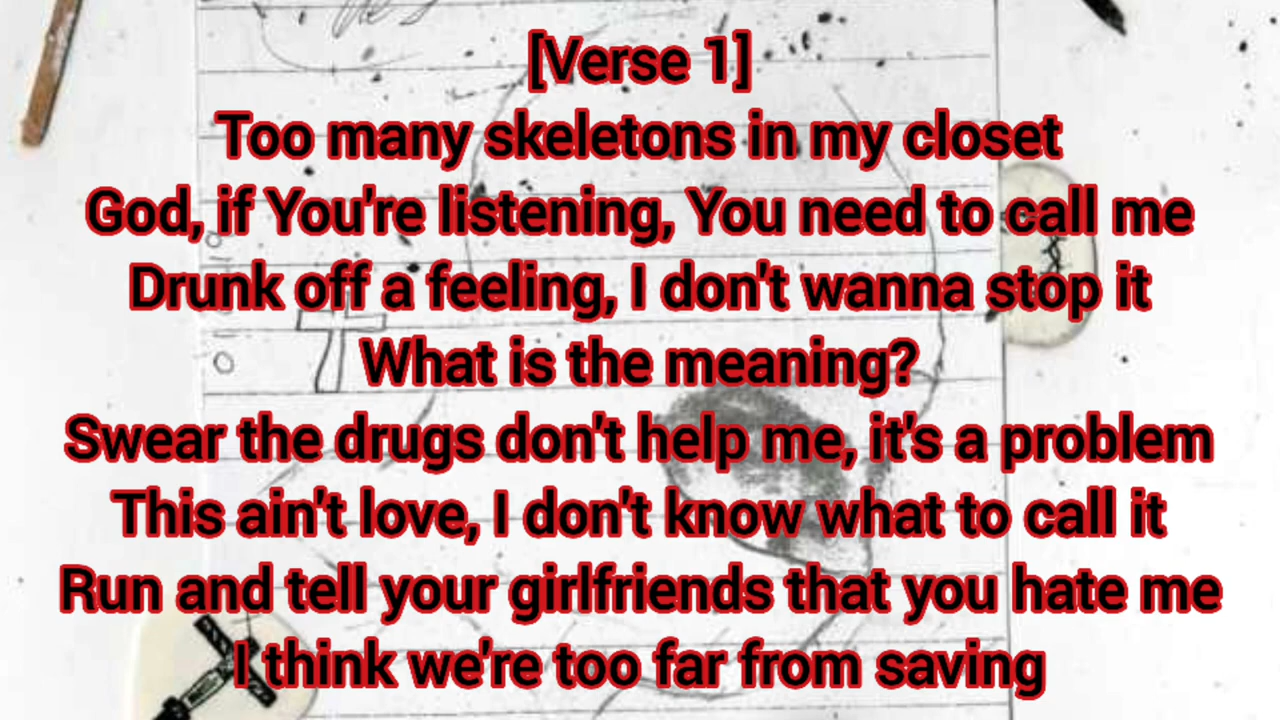 [Verse 1]
Too many skeletons in my closet
God, if You're listening, You need to call me
Drunk off a feeling, I don't wanna stop it
What is the meaning?
Swear the drugs don't help me, it's a problem
This ain't love, I don't know what to call it
Run and tell your girlfriends that you hate me
I think we're too far from saving